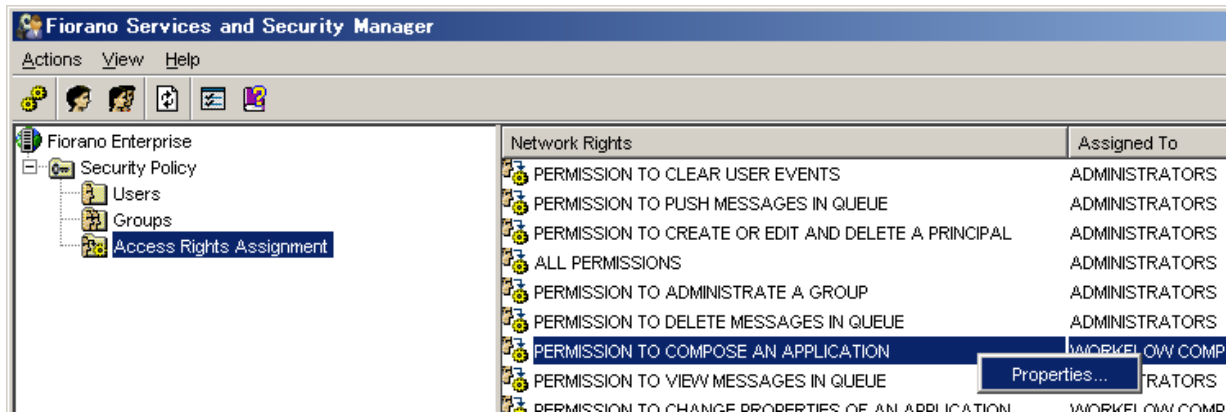 Fiorano Services and Security Manager
Actions View Help
Fiorano Enterprise
Security Policy
Users
Groups
Access Rights Assignment
Network Rights Assigned To
PERMISSION TO CLEAR USER EVENTS ADMINISTRATORS
PERMISSION TO PUSH MESSAGES IN QUEUE ADMINISTRATORS
PERMISSION TO CREATE OR EDIT AND DELETE A PRINCIPAL ADMINISTRATORS
ALL PERMISSIONS ADMINISTRATORS
PERMISSION TO ADMINISTRATE A GROUP ADMINISTRATORS
PERMISSION TO DELETE MESSAGES IN QUEUE ADMINISTRATORS
PERMISSION TO COMPOSE AN APPLICATION WORKFLOW COMP
Properties...
PERMISSION TO VIEW MESSAGES IN QUEUE TRATORS
PERMISSION TO CHANGE PROPERTIES OF AN APPLICATION WORKFLOW COMP